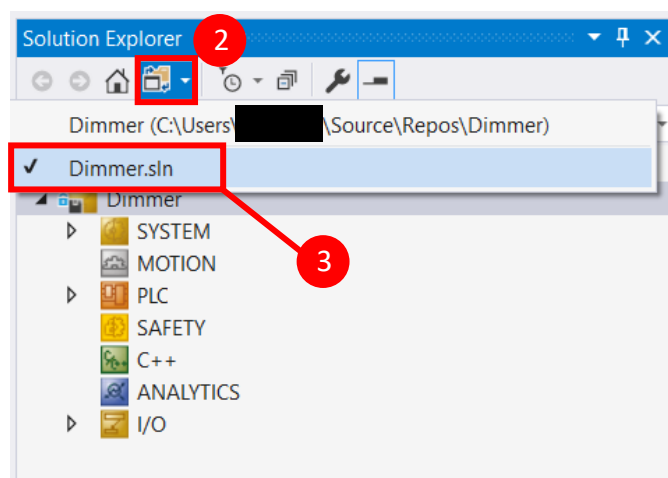 Solution Explorer
2
Dimmer (C:\Users\ \Source\Repos\Dimmer)
Dimmer.sln
Dimmer
SYSTEM
MOTION
3
PLC
SAFETY
C++
ANALYTICS
I/O